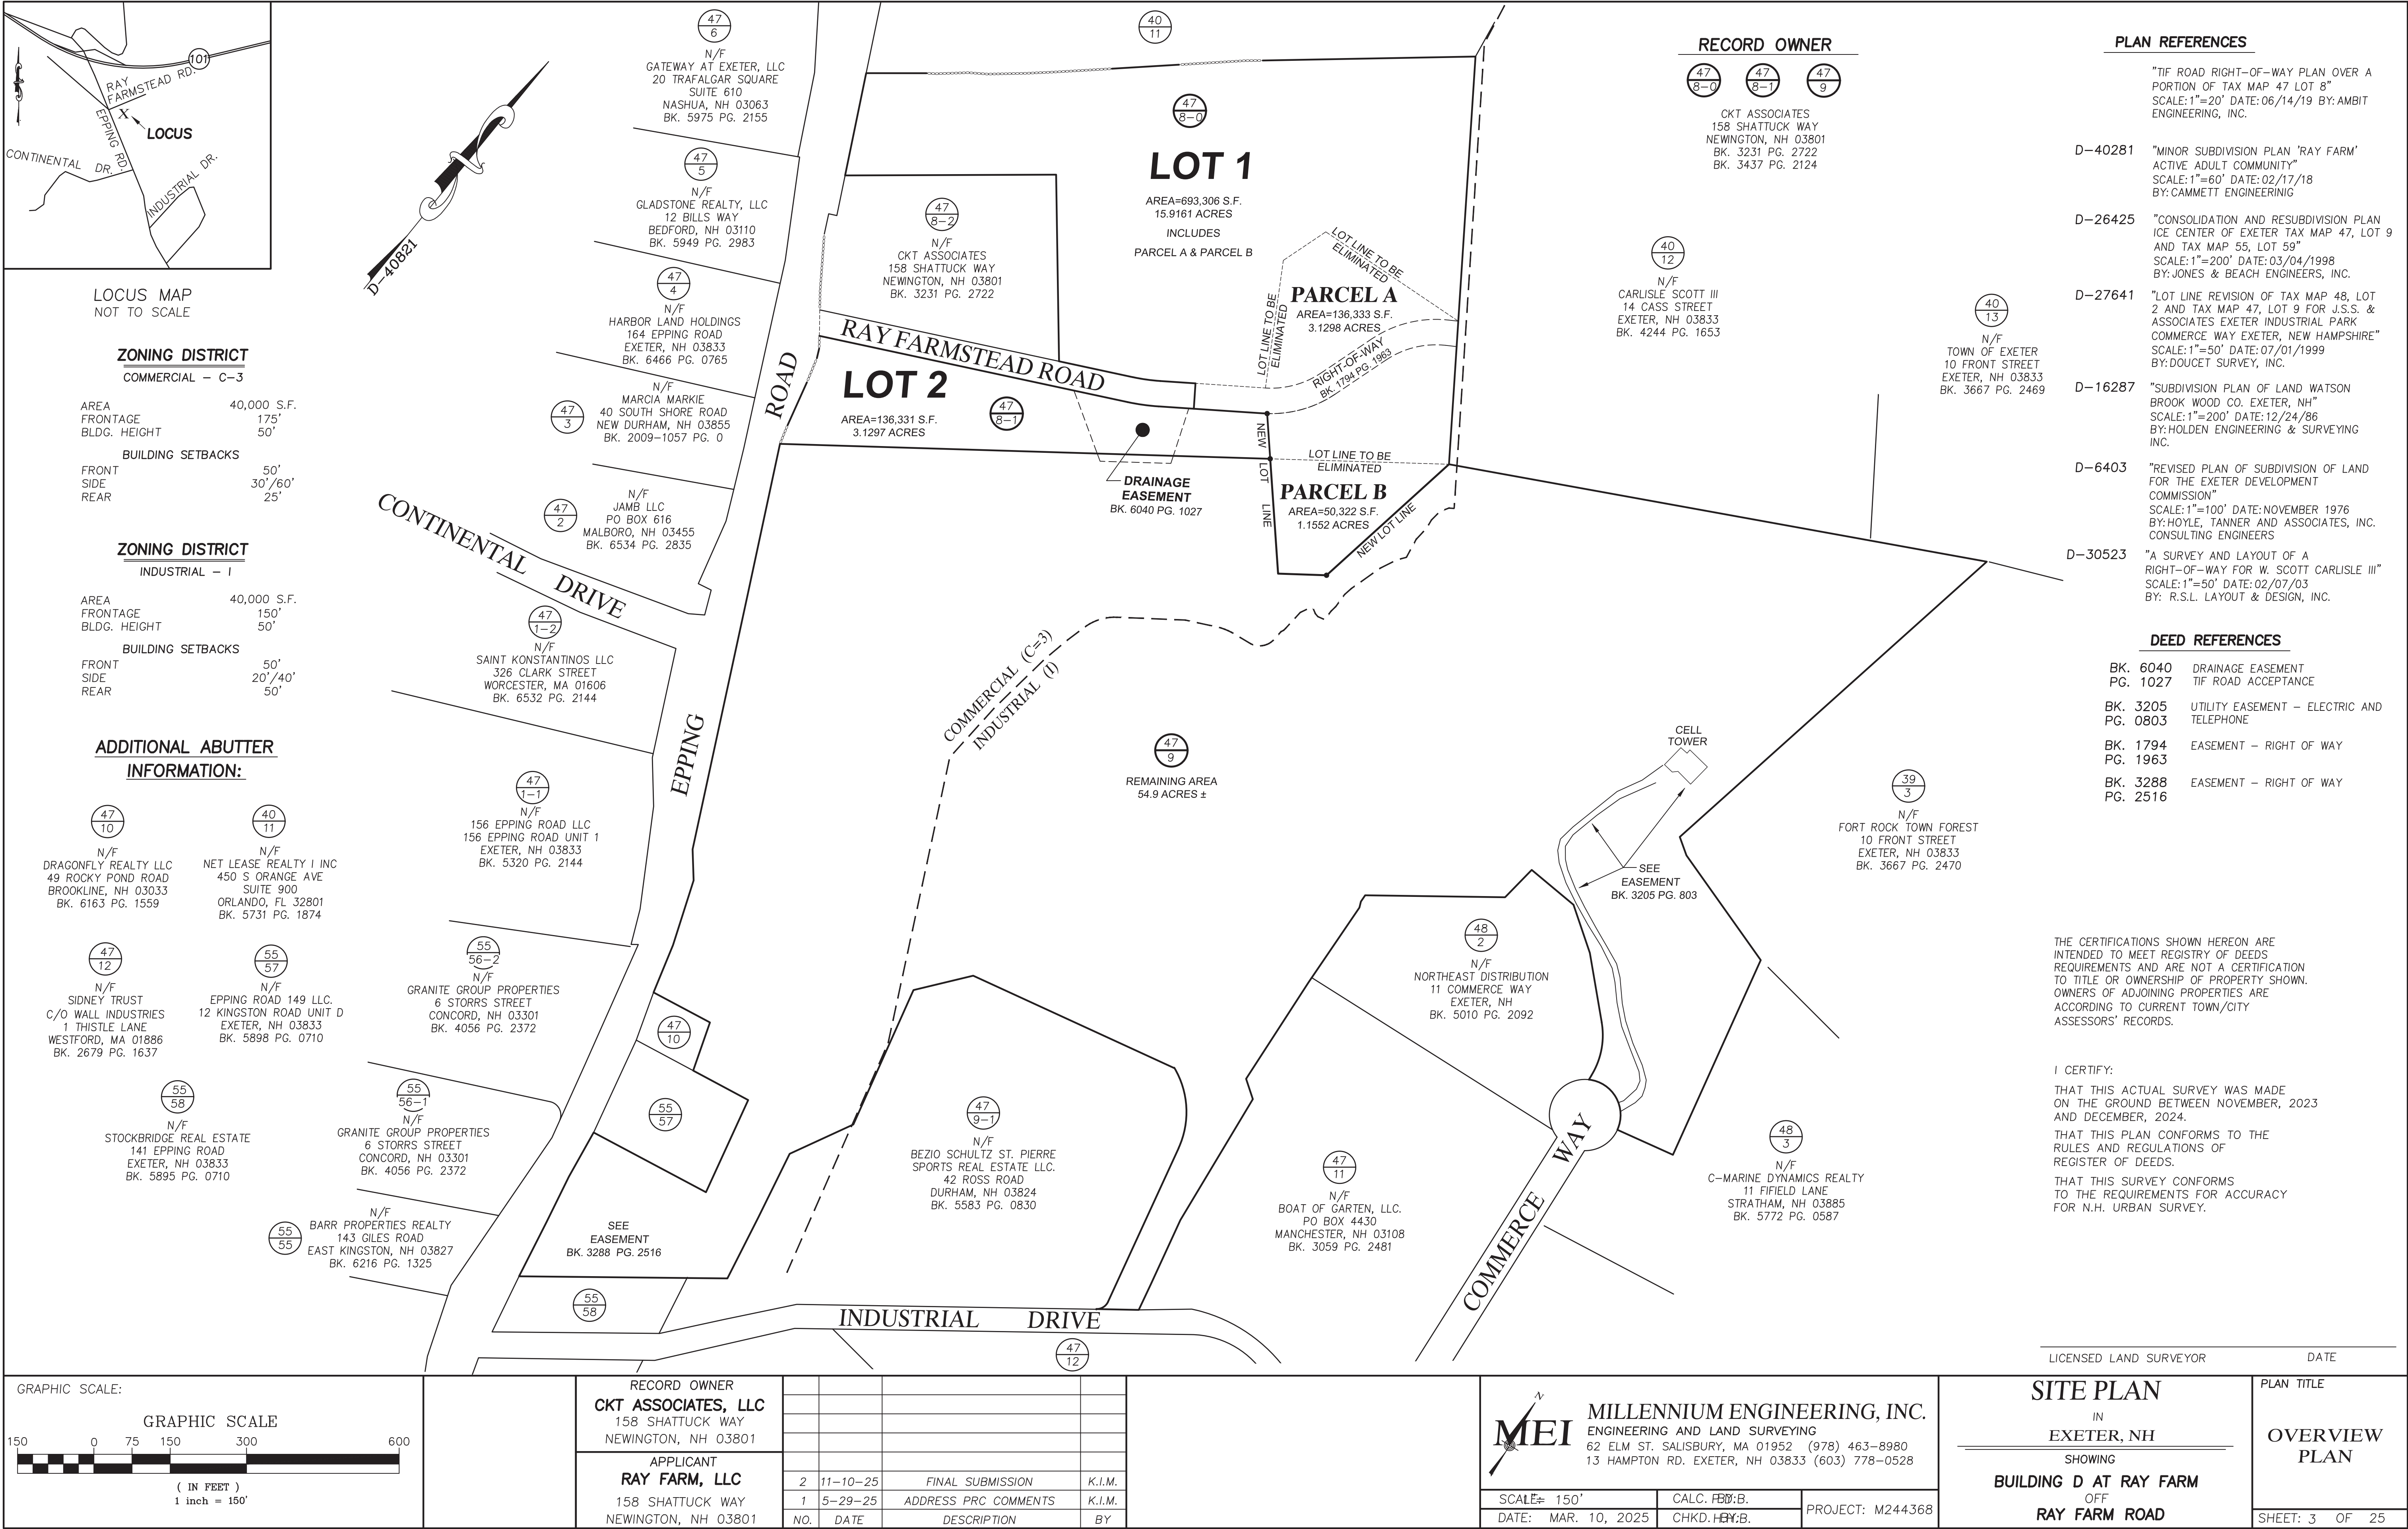 101
RAY
FARMSTEAD RD.
X
LOCUS
EPPING RD.
CONTINENTAL DR.
INDUSTRIAL DR.
LOCUS MAP
NOT TO SCALE
ZONING DISTRICT
COMMERCIAL – C-3
AREA 40,000 S.F.
FRONTAGE 175'
BLDG. HEIGHT 50'
BUILDING SETBACKS
FRONT 50'
SIDE 30'/60'
REAR 25'
ZONING DISTRICT
INDUSTRIAL – I
AREA 40,000 S.F.
FRONTAGE 150'
BLDG. HEIGHT 50'
BUILDING SETBACKS
FRONT 50'
SIDE 20'/40'
REAR 50'
ADDITIONAL ABUTTER
INFORMATION:
47
10
N/F
DRAGONFLY REALTY LLC
49 ROCKY POND ROAD
BROOKLINE, NH 03033
BK. 6163 PG. 1559
40
11
N/F
NET LEASE REALTY I INC
450 S ORANGE AVE
SUITE 900
ORLANDO, FL 32801
BK. 5731 PG. 1874
47
12
N/F
SIDNEY TRUST
C/O WALL INDUSTRIES
1 THISTLE LANE
WESTFORD, MA 01886
BK. 2679 PG. 1637
55
57
N/F
EPPING ROAD 149 LLC.
12 KINGSTON ROAD UNIT D
EXETER, NH 03833
BK. 5898 PG. 0710
55
58
N/F
STOCKBRIDGE REAL ESTATE
141 EPPING ROAD
EXETER, NH 03833
BK. 5895 PG. 0710
D-40821
47
6
N/F
GATEWAY AT EXETER, LLC
20 TRAFALGAR SQUARE
SUITE 610
NASHUA, NH 03063
BK. 5975 PG. 2155
47
5
N/F
GLADSTONE REALTY, LLC
12 BILLS WAY
BEDFORD, NH 03110
BK. 5949 PG. 2983
47
4
N/F
HARBOR LAND HOLDINGS
164 EPPING ROAD
EXETER, NH 03833
BK. 6466 PG. 0765
47
3
N/F
MARCIA MARKIE
40 SOUTH SHORE ROAD
NEW DURHAM, NH 03855
BK. 2009-1057 PG. 0
47
2
N/F
JAMB LLC
PO BOX 616
MALBORO, NH 03455
BK. 6534 PG. 2835
CONTINENTAL DRIVE
47
1-2
N/F
SAINT KONSTANTINOS LLC
326 CLARK STREET
WORCESTER, MA 01606
BK. 6532 PG. 2144
47
1-1
N/F
156 EPPING ROAD LLC
156 EPPING ROAD UNIT 1
EXETER, NH 03833
BK. 5320 PG. 2144
55
56-2
N/F
GRANITE GROUP PROPERTIES
6 STORRS STREET
CONCORD, NH 03301
BK. 4056 PG. 2372
55
56-1
N/F
GRANITE GROUP PROPERTIES
6 STORRS STREET
CONCORD, NH 03301
BK. 4056 PG. 2372
55
55
N/F
BARR PROPERTIES REALTY
143 GILES ROAD
EAST KINGSTON, NH 03827
BK. 6216 PG. 1325
ROAD
EPPING
40
11
47
8-0
LOT 1
AREA=693,306 S.F.
15.9161 ACRES
INCLUDES
PARCEL A & PARCEL B
47
8-2
N/F
CKT ASSOCIATES
158 SHATTUCK WAY
NEWINGTON, NH 03801
BK. 3231 PG. 2722
LOT LINE TO BE
ELIMINATED
PARCEL A
AREA=136,333 S.F.
3.1298 ACRES
LOT LINE TO BE
ELIMINATED
RIGHT-OF-WAY
BK. 1794 PG. 1963
RAY FARMSTEAD ROAD
LOT 2
AREA=136,331 S.F.
3.1297 ACRES
47
8-1
NEW LOT LINE
LOT LINE TO BE
ELIMINATED
DRAINAGE
EASEMENT
BK. 6040 PG. 1027
PARCEL B
AREA=50,322 S.F.
1.1552 ACRES
NEW LOT LINE
COMMERCIAL (C=3)
INDUSTRIAL (I)
47
9
REMAINING AREA
54.9 ACRES ±
CELL
TOWER
SEE
EASEMENT
BK. 3205 PG. 803
47
10
55
57
SEE
EASEMENT
BK. 3288 PG. 2516
55
58
47
9-1
N/F
BEZIO SCHULTZ ST. PIERRE
SPORTS REAL ESTATE LLC.
42 ROSS ROAD
DURHAM, NH 03824
BK. 5583 PG. 0830
48
2
N/F
NORTHEAST DISTRIBUTION
11 COMMERCE WAY
EXETER, NH
BK. 5010 PG. 2092
47
11
N/F
BOAT OF GARTEN, LLC.
PO BOX 4430
MANCHESTER, NH 03108
BK. 3059 PG. 2481
48
3
N/F
C-MARINE DYNAMICS REALTY
11 FIFIELD LANE
STRATHAM, NH 03885
BK. 5772 PG. 0587
COMMERCE WAY
INDUSTRIAL DRIVE
47
12
RECORD OWNER
47
8-0
47
8-1
47
9
CKT ASSOCIATES
158 SHATTUCK WAY
NEWINGTON, NH 03801
BK. 3231 PG. 2722
BK. 3437 PG. 2124
40
12
N/F
CARLISLE SCOTT III
14 CASS STREET
EXETER, NH 03833
BK. 4244 PG. 1653
40
13
N/F
TOWN OF EXETER
10 FRONT STREET
EXETER, NH 03833
BK. 3667 PG. 2469
39
3
N/F
FORT ROCK TOWN FOREST
10 FRONT STREET
EXETER, NH 03833
BK. 3667 PG. 2470
PLAN REFERENCES
"TIF ROAD RIGHT-OF-WAY PLAN OVER A
PORTION OF TAX MAP 47 LOT 8"
SCALE: 1"=20' DATE: 06/14/19 BY: AMBIT
ENGINEERING, INC.
D-40281 "MINOR SUBDIVISION PLAN 'RAY FARM'
ACTIVE ADULT COMMUNITY"
SCALE: 1"=60' DATE: 02/17/18
BY: CAMMETT ENGINEERINIG
D-26425 "CONSOLIDATION AND RESUBDIVISION PLAN
ICE CENTER OF EXETER TAX MAP 47, LOT 9
AND TAX MAP 55, LOT 59"
SCALE: 1"=200' DATE: 03/04/1998
BY: JONES & BEACH ENGINEERS, INC.
D-27641 "LOT LINE REVISION OF TAX MAP 48, LOT
2 AND TAX MAP 47, LOT 9 FOR J.S.S. &
ASSOCIATES EXETER INDUSTRIAL PARK
COMMERCE WAY EXETER, NEW HAMPSHIRE"
SCALE: 1"=50' DATE: 07/01/1999
BY: DOUCET SURVEY, INC.
D-16287 "SUBDIVISION PLAN OF LAND WATSON
BROOK WOOD CO. EXETER, NH"
SCALE: 1"=200' DATE: 12/24/86
BY: HOLDEN ENGINEERING & SURVEYING
INC.
D-6403 "REVISED PLAN OF SUBDIVISION OF LAND
FOR THE EXETER DEVELOPMENT
COMMISSION"
SCALE: 1"=100' DATE: NOVEMBER 1976
BY: HOYLE, TANNER AND ASSOCIATES, INC.
CONSULTING ENGINEERS
D-30523 "A SURVEY AND LAYOUT OF A
RIGHT-OF-WAY FOR W. SCOTT CARLISLE III"
SCALE: 1"=50' DATE: 02/07/03
BY: R.S.L. LAYOUT & DESIGN, INC.
DEED REFERENCES
BK. 6040 DRAINAGE EASEMENT
PG. 1027 TIF ROAD ACCEPTANCE
BK. 3205 UTILITY EASEMENT – ELECTRIC AND
PG. 0803 TELEPHONE
BK. 1794 EASEMENT – RIGHT OF WAY
PG. 1963
BK. 3288 EASEMENT – RIGHT OF WAY
PG. 2516
THE CERTIFICATIONS SHOWN HEREON ARE
INTENDED TO MEET REGISTRY OF DEEDS
REQUIREMENTS AND ARE NOT A CERTIFICATION
TO TITLE OR OWNERSHIP OF PROPERTY SHOWN.
OWNERS OF ADJOINING PROPERTIES ARE
ACCORDING TO CURRENT TOWN/CITY
ASSESSORS' RECORDS.
I CERTIFY:
THAT THIS ACTUAL SURVEY WAS MADE
ON THE GROUND BETWEEN NOVEMBER, 2023
AND DECEMBER, 2024.
THAT THIS PLAN CONFORMS TO THE
RULES AND REGULATIONS OF
REGISTER OF DEEDS.
THAT THIS SURVEY CONFORMS
TO THE REQUIREMENTS FOR ACCURACY
FOR N.H. URBAN SURVEY.
LICENSED LAND SURVEYOR DATE
GRAPHIC SCALE:
GRAPHIC SCALE
150 0 75 150 300 600
( IN FEET )
1 inch = 150'
RECORD OWNER
CKT ASSOCIATES, LLC
158 SHATTUCK WAY
NEWINGTON, NH 03801
APPLICANT
RAY FARM, LLC
158 SHATTUCK WAY
NEWINGTON, NH 03801
2 11-10-25 FINAL SUBMISSION K.I.M.
1 5-29-25 ADDRESS PRC COMMENTS K.I.M.
NO. DATE DESCRIPTION BY
N
MEI
MILLENNIUM ENGINEERING, INC.
ENGINEERING AND LAND SURVEYING
62 ELM ST. SALISBURY, MA 01952 (978) 463-8980
13 HAMPTON RD. EXETER, NH 03833 (603) 778-0528
150'
CALC.
DATE: MAR. 10, 2025
CHKD.
PROJECT: M244368
SITE PLAN
IN
EXETER, NH
SHOWING
BUILDING D AT RAY FARM
OFF
RAY FARM ROAD
PLAN TITLE
OVERVIEW
PLAN
SHEET: 3 OF 25